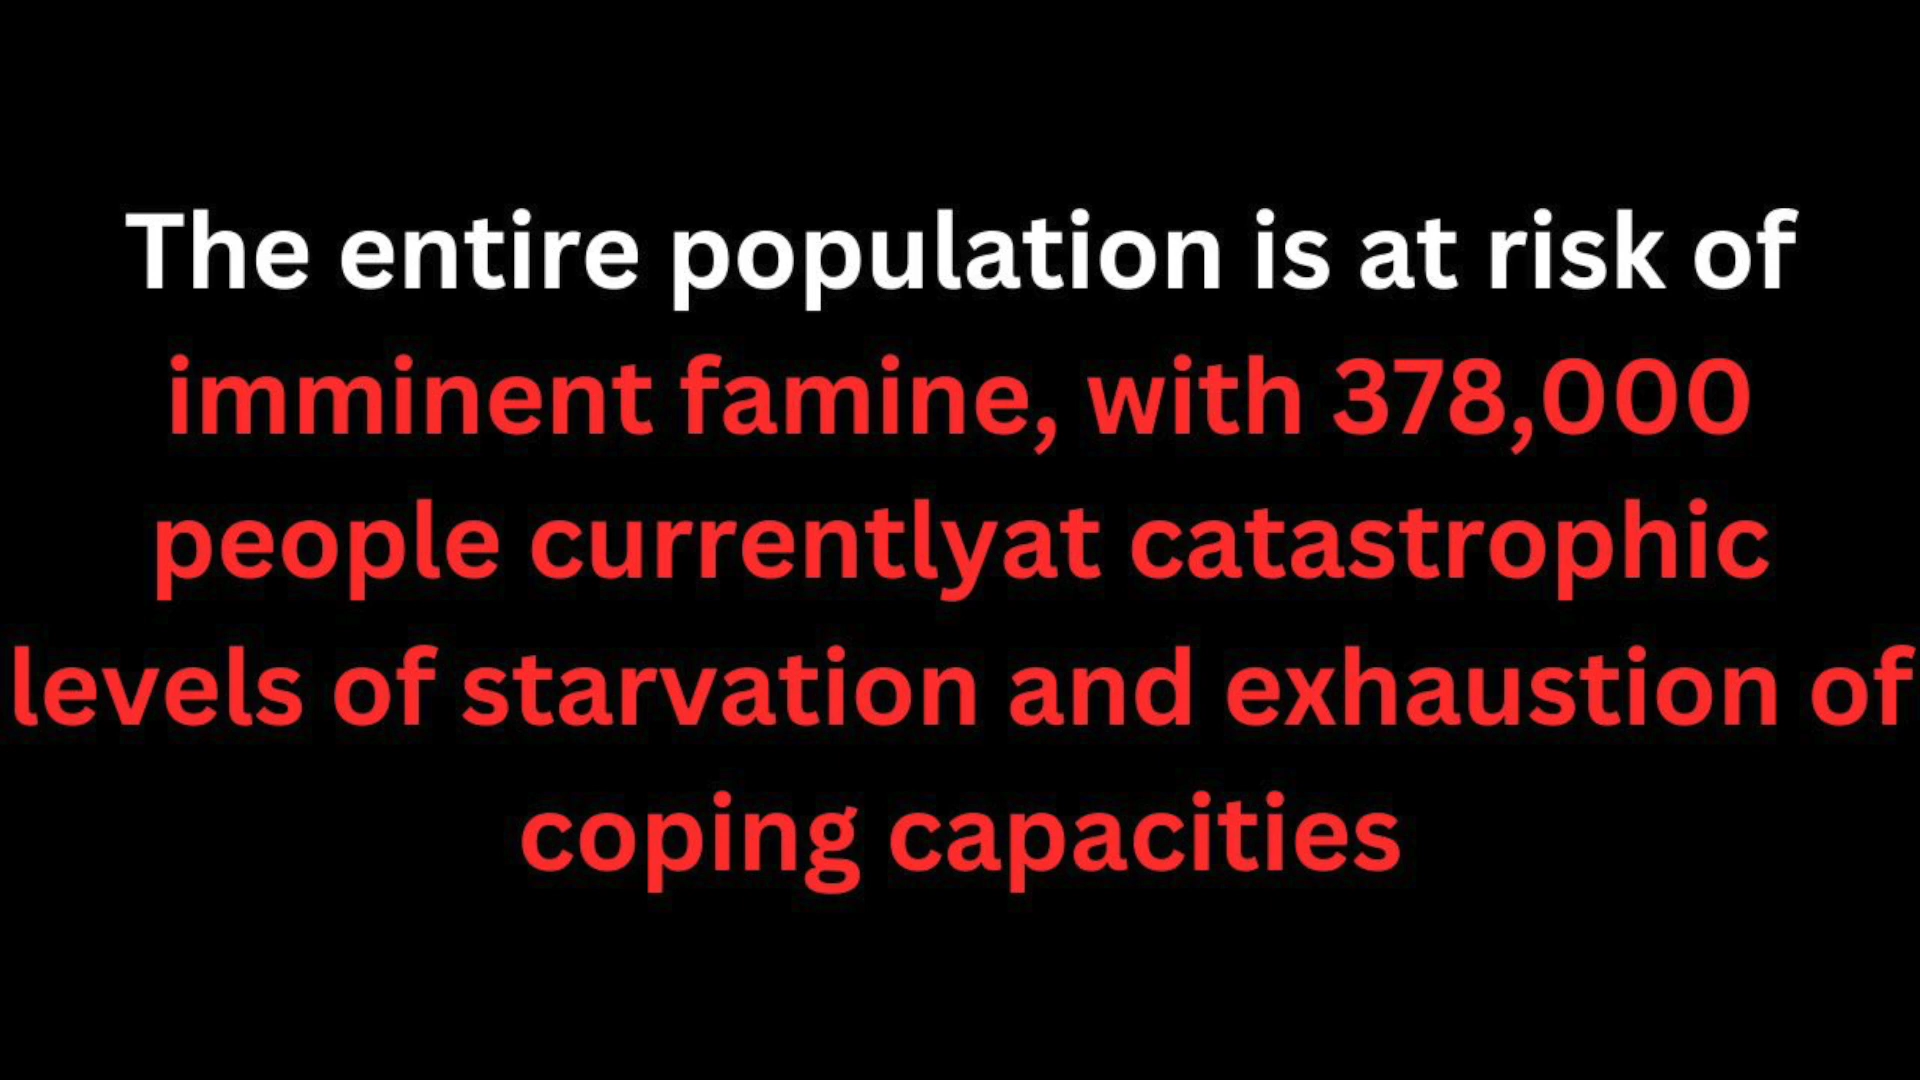 The entire population is at risk of
imminent famine, with 378,000
people currentlyat catastrophic
levels of starvation and exhaustion of
coping capacities